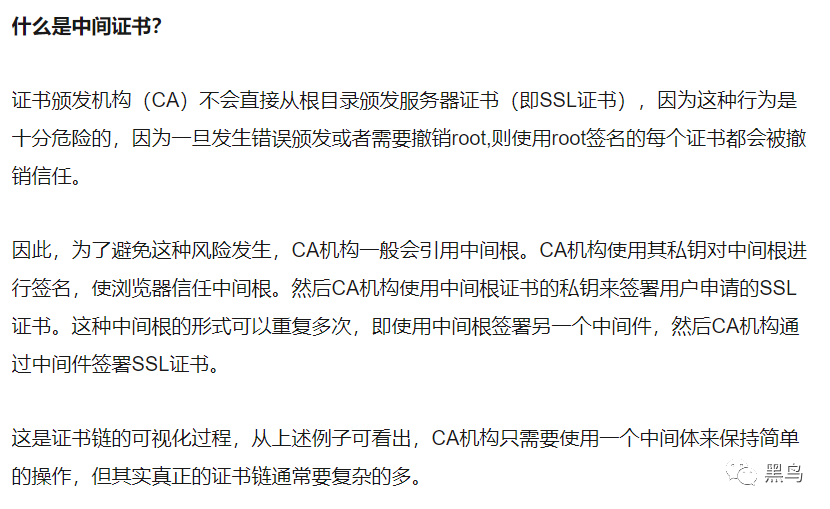 什么是中间证书？
证书颁发机构（CA）不会直接从根目录颁发服务器证书（即SSL证书），因为这种行为是
十分危险的，因为一旦发生错误颁发或者需要撤销root,则使用root签名的每个证书都会被撤
销信任。
因此，为了避免这种风险发生，CA机构一般会引用中间根。CA机构使用其私钥对中间根进
行签名，使浏览器信任中间根。然后CA机构使用中间根证书的私钥来签署用户申请的SSL
证书。这种中间根的形式可以重复多次，即使用中间根签署另一个中间件，然后CA机构通
过中间件签署SSL证书。
这是证书链的可视化过程，从上述例子可看出，CA机构只需要使用一个中间体来保持简单
的操作，但其实真正的证书链通常要复杂的多。
黑鸟